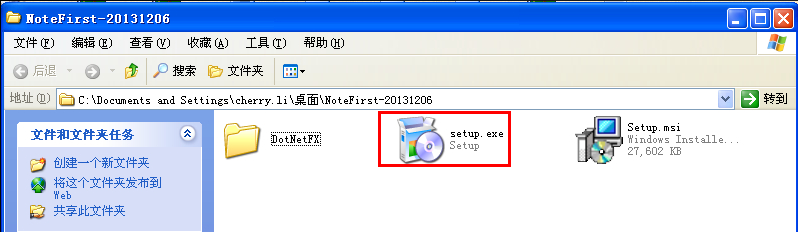 NoteFirst-20131206
文件(F) 编辑(E) 查看(V) 收藏(A) 工具(T) 帮助(H)
后退 搜索 文件夹
地址(D) C:\Documents and Settings\cherry.li\桌面\NoteFirst-20131206 转到
文件和文件夹任务
创建一个新文件夹
将这个文件夹发布到
Web
共享此文件夹
DotNetFX
setup.exe
Setup
Setup.msi
Windows Installe...
27,602 KB